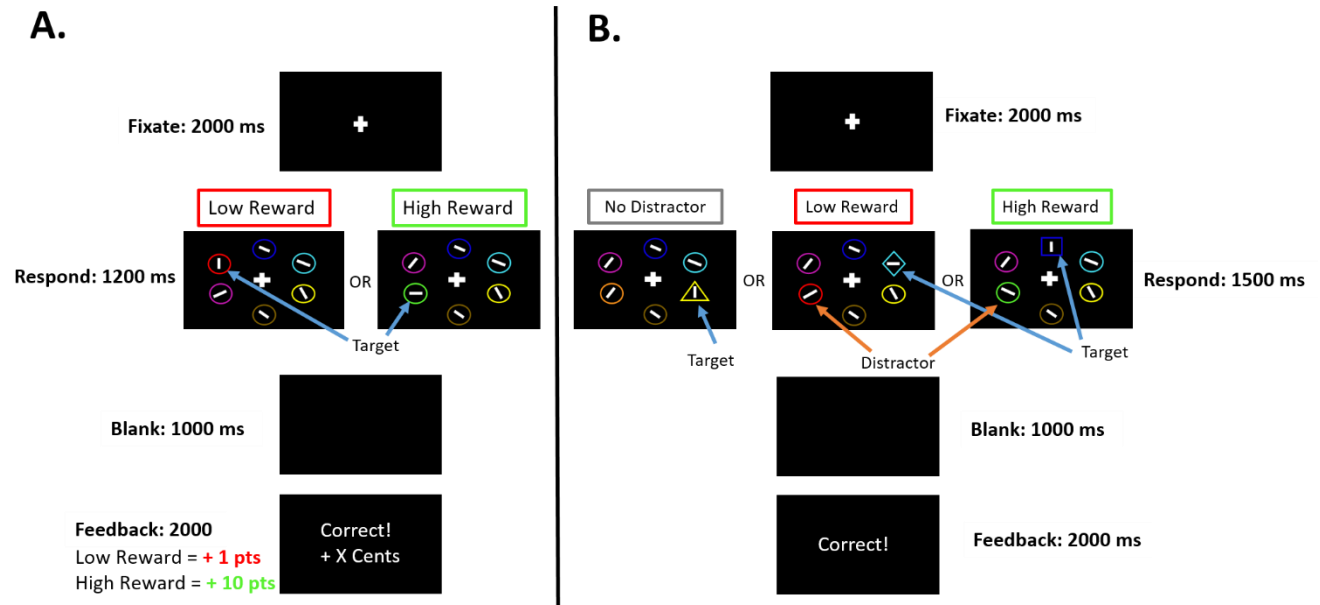 A.
Fixate: 2000 ms
Low Reward
High Reward
Respond: 1200 ms
OR
Target
Blank: 1000 ms
Feedback: 2000
Low Reward = + 1 pts
High Reward = + 10 pts
Correct!
+ X Cents
B.
Fixate: 2000 ms
No Distractor
Low Reward
High Reward
OR
OR
Respond: 1500 ms
Target
Distractor
Target
Blank: 1000 ms
Correct!
Feedback: 2000 ms